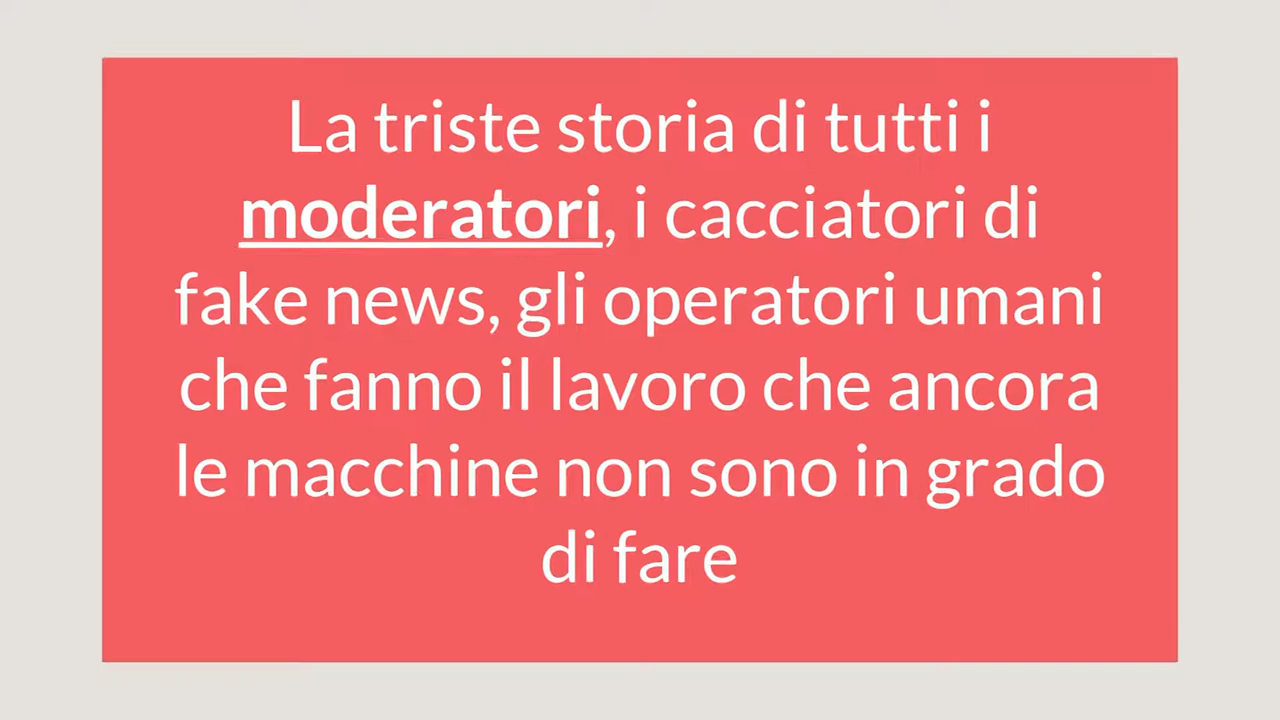 La triste storia di tutti i
moderatori, i cacciatori di
fake news, gli operatori umani
che fanno il lavoro che ancora
le macchine non sono in grado
di fare